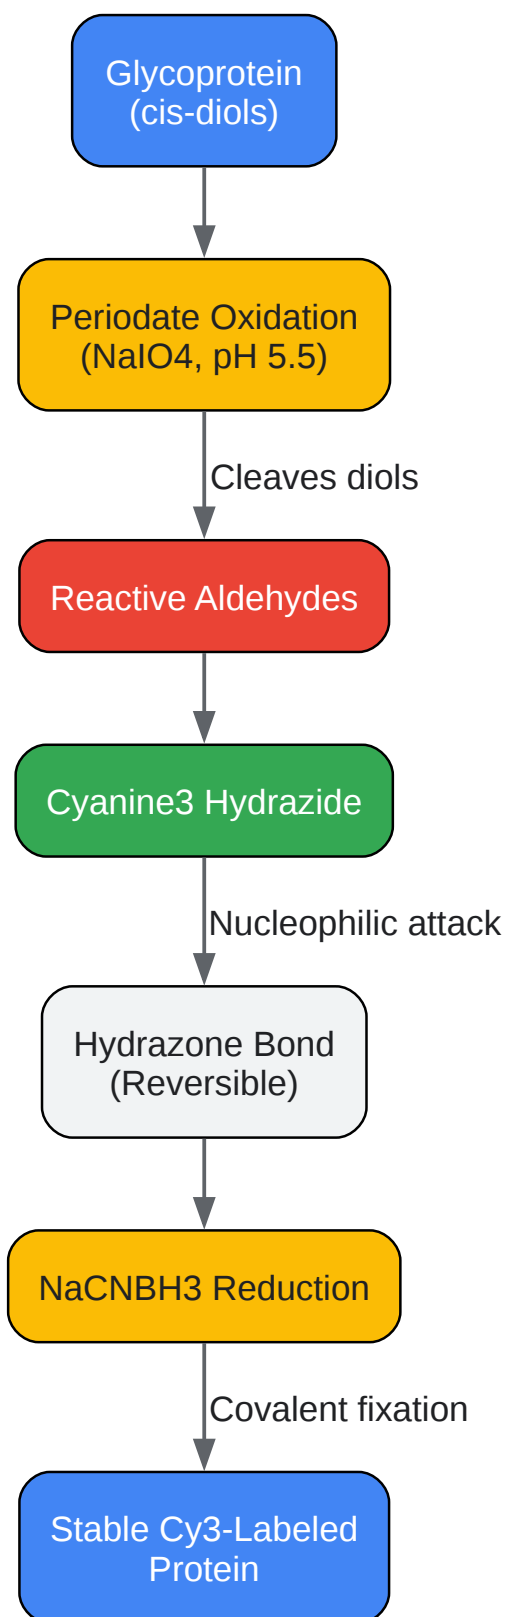 Glycoprotein
(cis-diols)
Periodate Oxidation
(NaIO4, pH 5.5)
Cleaves diols
Reactive Aldehydes
Cyanine3 Hydrazide
Nucleophilic attack
Hydrazone Bond
(Reversible)
NaCNBH3 Reduction
Covalent fixation
Stable Cy3-Labeled
Protein